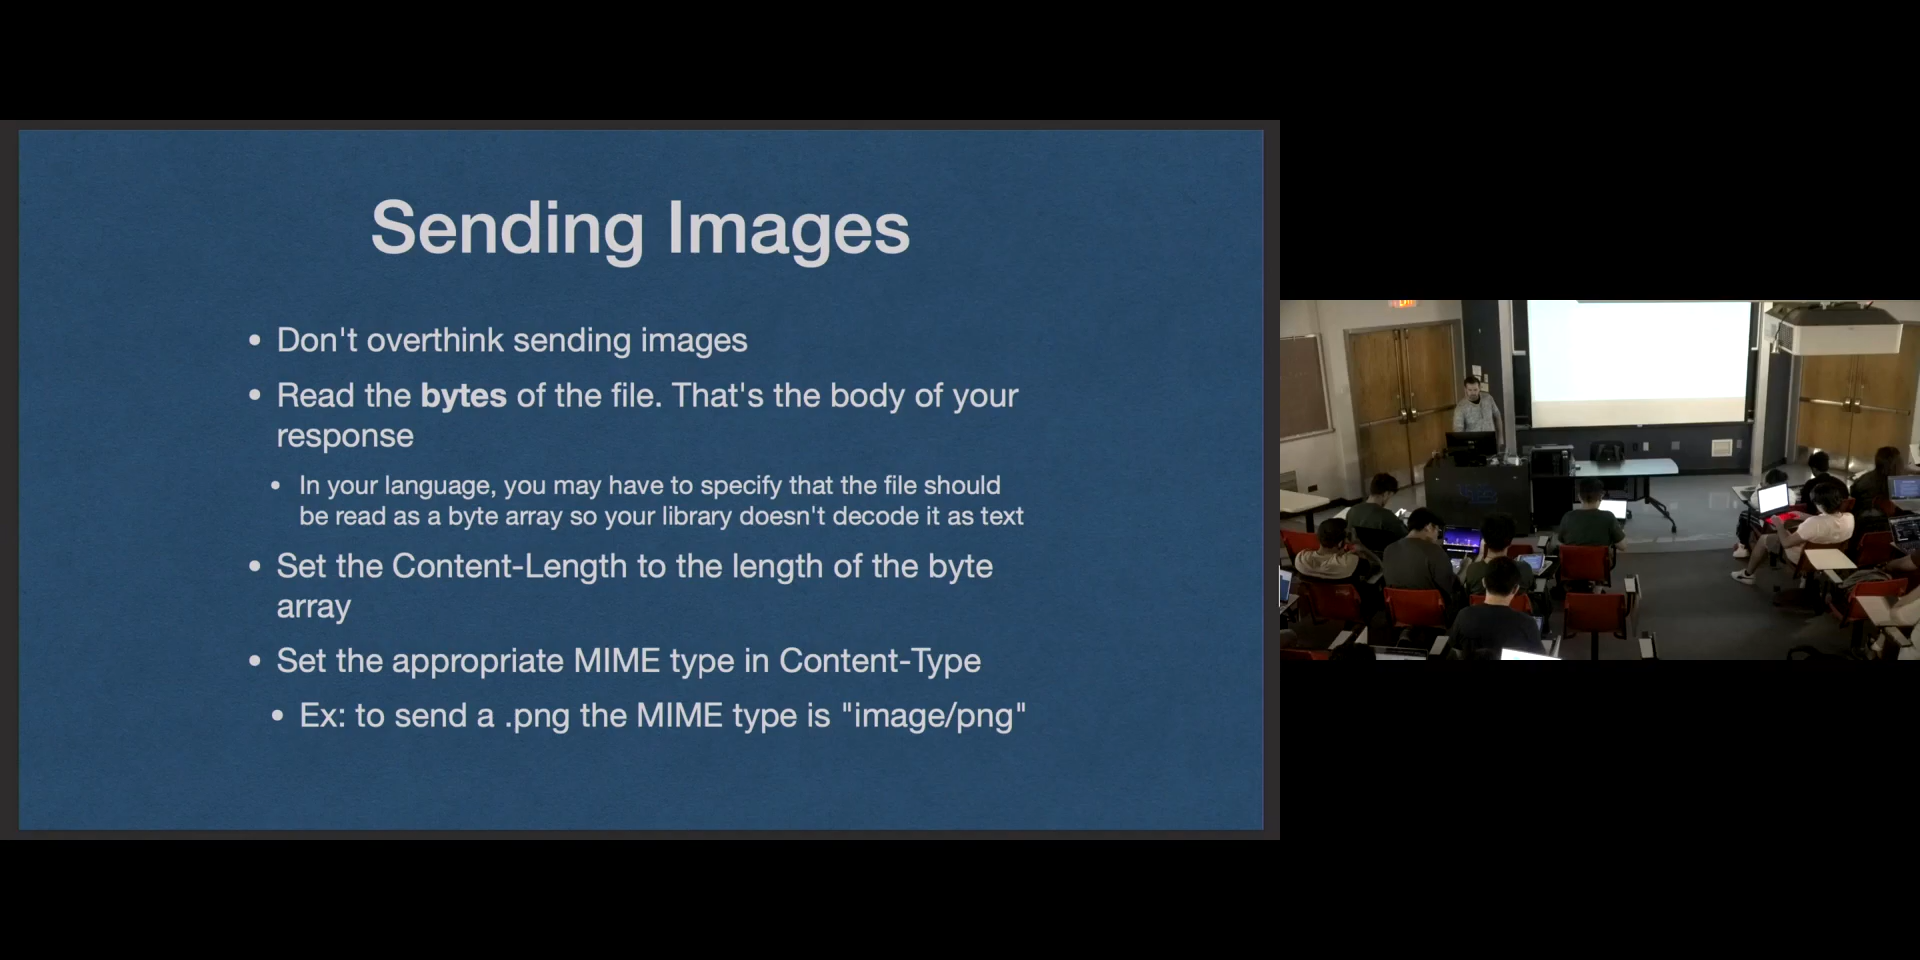 Sending Images
• Don't overthink sending images
• Read the bytes of the file. That's the body of your
response
• In your language, you may have to specify that the file should
be read as a byte array so your library doesn't decode it as text
• Set the Content-Length to the length of the byte
array
• Set the appropriate MIME type in Content-Type
• Ex: to send a .png the MIME type is "image/png"